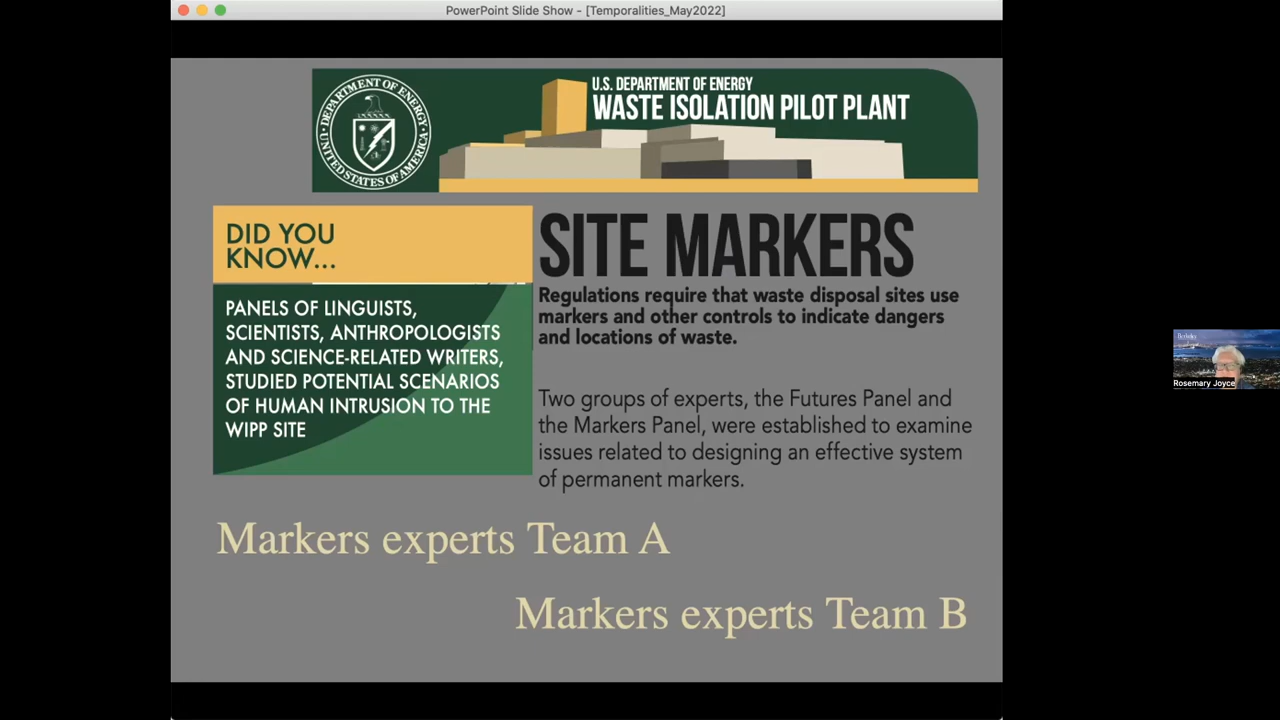 PowerPoint Slide Show - [Temporalities_May2022]
DEPARTMENT OF ENERGY
UNITED STATES OF AMERICA
U.S. DEPARTMENT OF ENERGY
WASTE ISOLATION PILOT PLANT
DID YOU
KNOW...
PANELS OF LINGUISTS,
SCIENTISTS, ANTHROPOLOGISTS
AND SCIENCE-RELATED WRITERS,
STUDIED POTENTIAL SCENARIOS
OF HUMAN INTRUSION TO THE
WIPP SITE
SITE MARKERS
Regulations require that waste disposal sites use
markers and other controls to indicate dangers
and locations of waste.
Two groups of experts, the Futures Panel and
the Markers Panel, were established to examine
issues related to designing an effective system
of permanent markers.
Markers experts Team A
Markers experts Team B
Berkeley
Rosemary Joyce